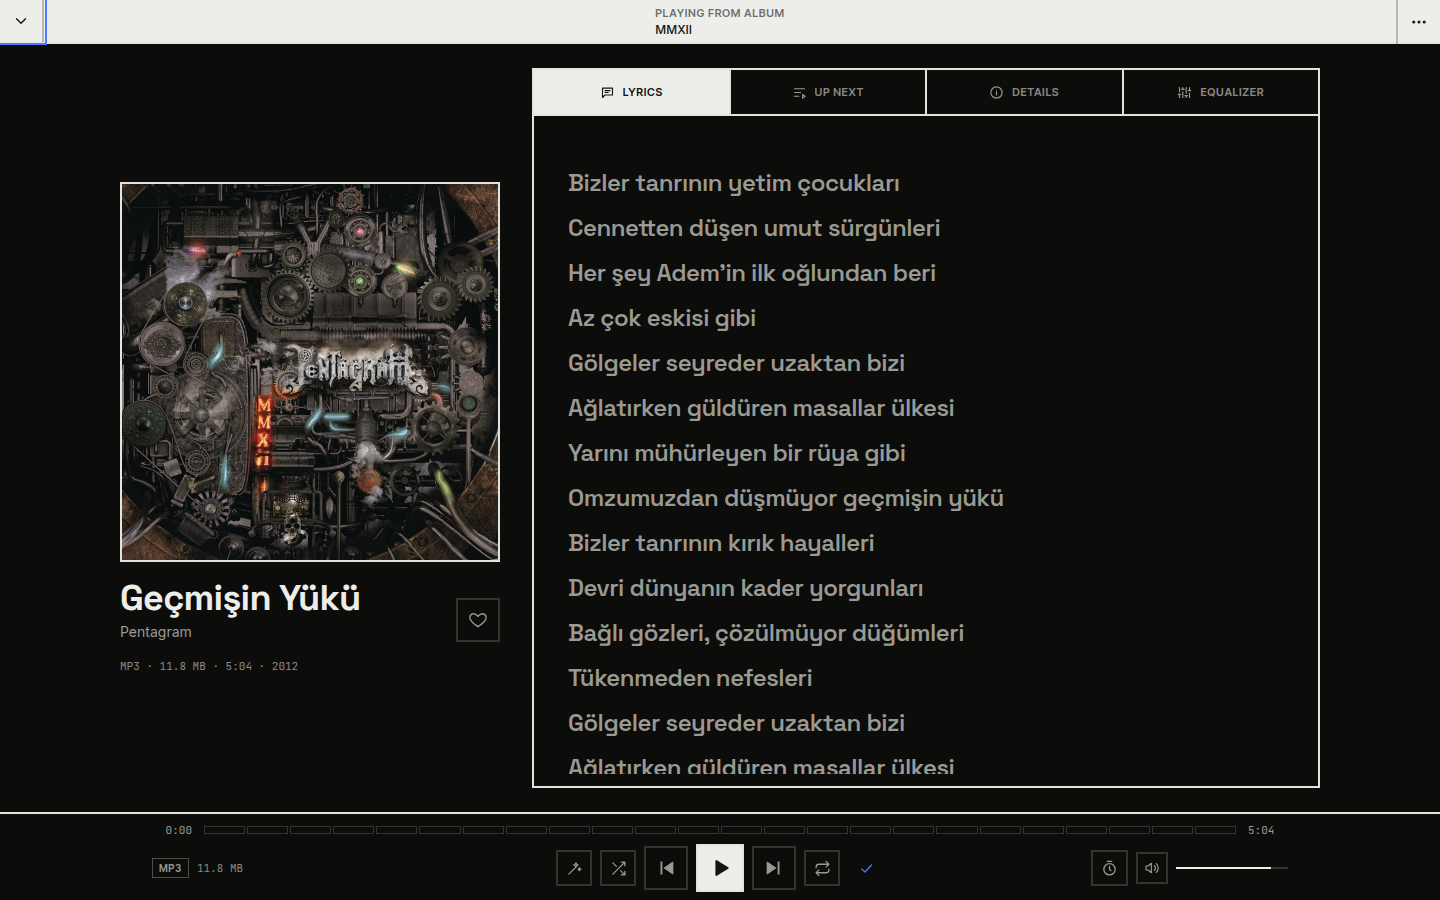 PLAYING FROM ALBUM
MMXII
LYRICS
UP NEXT
DETAILS
EQUALIZER
Bizler tanrının yetim çocukları
Cennetten düşen umut sürgünleri
Her şey Adem’in ilk oğlundan beri
Az çok eskisi gibi
Gölgeler seyreder uzaktan bizi
Ağlatırken güldüren masallar ülkesi
Yarını mühürleyen bir rüya gibi
Omzumuzdan düşmüyor geçmişin yükü
Bizler tanrının kırık hayalleri
Devri dünyanın kader yorgunları
Bağlı gözleri, çözülmüyor düğümleri
Tükenmeden nefesleri
Gölgeler seyreder uzaktan bizi
Ağlatırken güldüren masallar ülkesi
PENTAGRAM
MMXII
Geçmişin Yükü
Pentagram
MP3 · 11.8 MB · 5:04 · 2012
0:00
5:04
MP3
11.8 MB